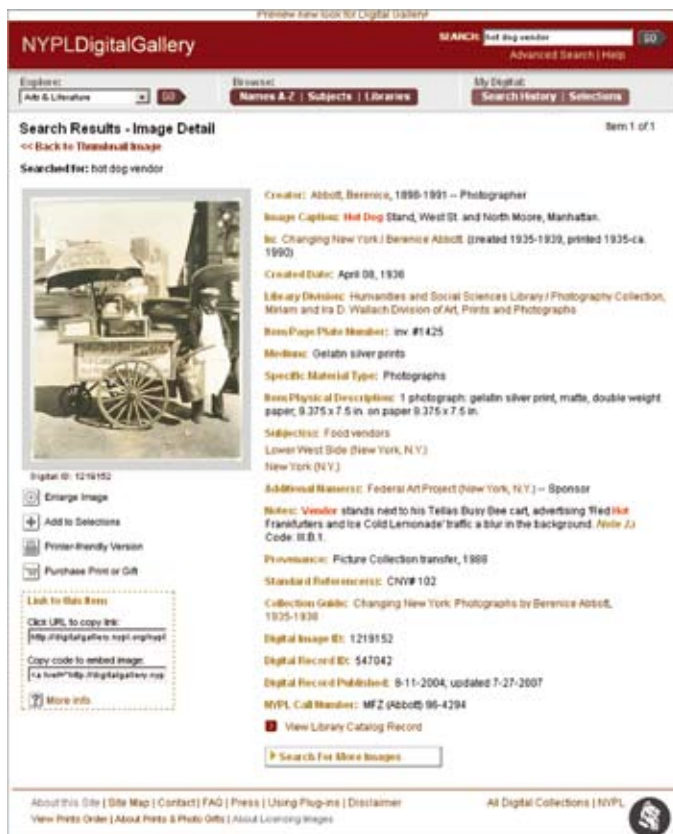 Preview new look for Digital Gallery!
NYPLDigitalGallery
SEARCH: hot dog vendor GO
Advanced Search | Help
Explore:
Arts & Literature GO
Browse:
Names A-Z | Subjects | Libraries
My Digital:
Search History | Selections
Search Results - Image Detail
Item 1 of 1
<< Back to Thumbnail Image
Searched for: hot dog vendor
Digital ID: 1219152
Enlarge Image
Add to Selections
Printer-friendly Version
Purchase Print or Gift
Link to this Item
Click URL to copy link:
http://digitalgallery.nypl.org/nypl
Copy code to embed image:
<a href="http://digitalgallery.nyp
More info
Creator: Abbott, Berenice, 1898-1991 -- Photographer
Image Caption: Hot Dog Stand, West St. and North Moore, Manhattan.
In: Changing New York / Berenice Abbott. (created 1935-1939, printed 1935-ca.
1990)
Created Date: April 08, 1936
Library Division: Humanities and Social Sciences Library / Photography Collection,
Miriam and Ira D. Wallach Division of Art, Prints and Photographs
Item/Page/Plate Number: inv. #1425
Medium: Gelatin silver prints
Specific Material Type: Photographs
Item Physical Description: 1 photograph: gelatin silver print, matte, double weight
paper, 9.375 x 7.5 in. on paper 9.375 x 7.5 in.
Subject(s): Food vendors
Lower West Side (New York, N.Y.)
New York (N.Y.)
Additional Name(s): Federal Art Project (New York, N.Y.) -- Sponsor
Notes: Vendor stands next to his Tellas Busy Bee cart, advertising 'Red Hot
Frankfurters and Ice Cold Lemonade' traffic a blur in the background.
Code: III.B.1.
Provenance: Picture Collection transfer, 1988
Standard Reference(s): CNY# 102
Collection Guide: Changing New York: Photographs by Berenice Abbott,
1935-1938
Digital Image ID: 1219152
Digital Record ID: 547042
Digital Record Published: 8-11-2004; updated 7-27-2007
NYPL Call Number: MFZ (Abbott) 96-4294
View Library Catalog Record
Search For More Images
About this Site | Site Map | Contact | FAQ | Press | Using Plug-ins | Disclaimer
All Digital Collections | NYPL
View Prints Order | About Prints & Photo Gifts | About Licensing Images